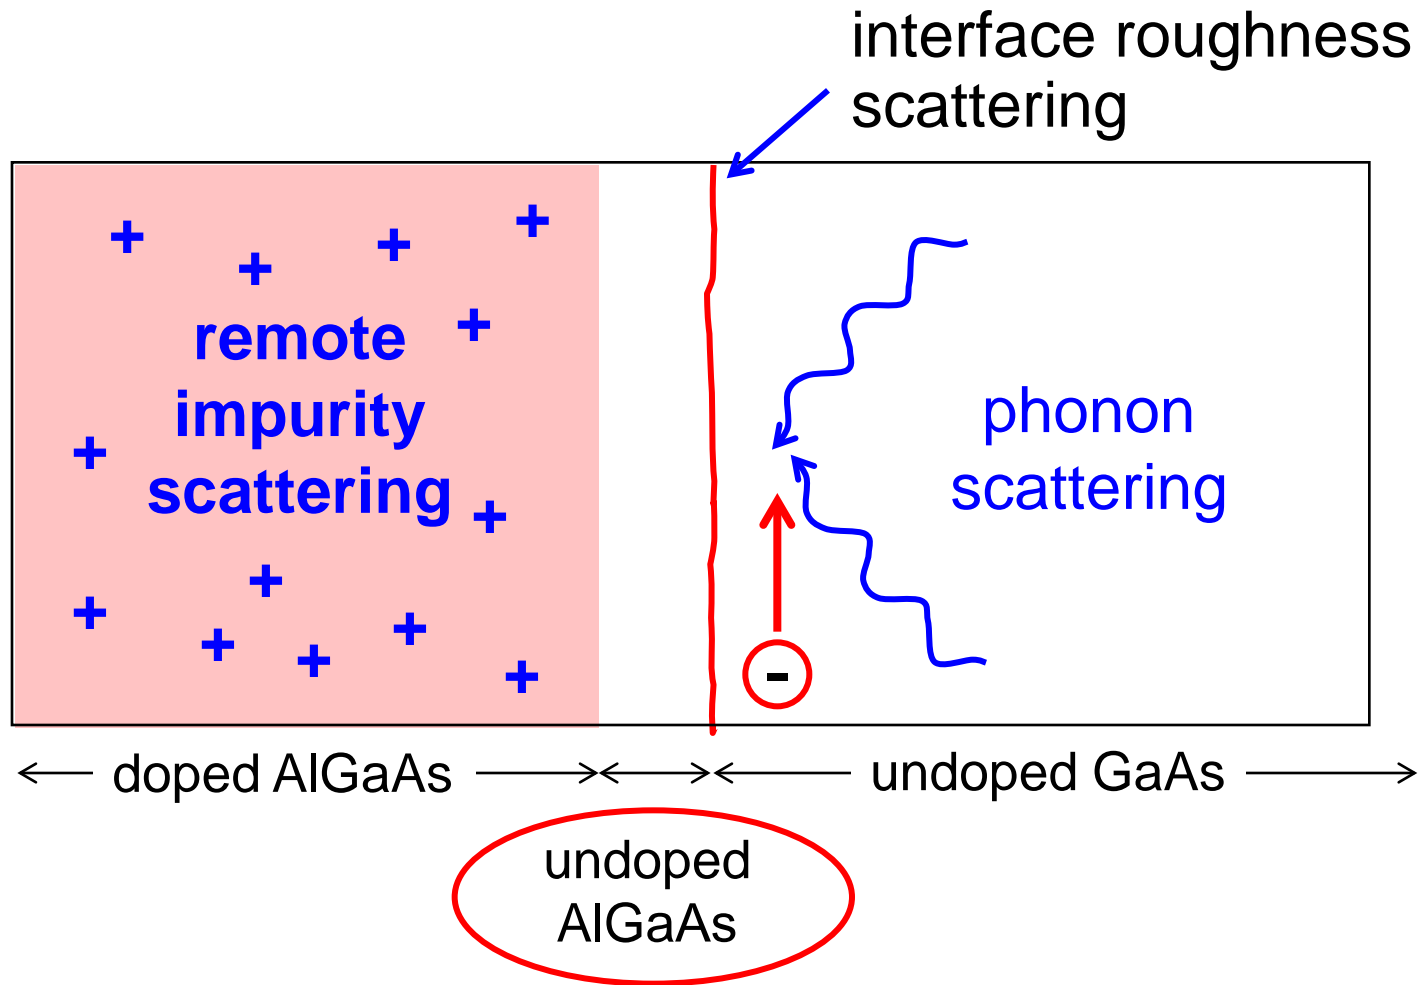 interface roughness
scattering
+ + + +
+
remote
impurity
scattering
+
+
+
+
+
+
+
+
+
phonon
scattering
-
doped AlGaAs
undoped GaAs
undoped
AlGaAs